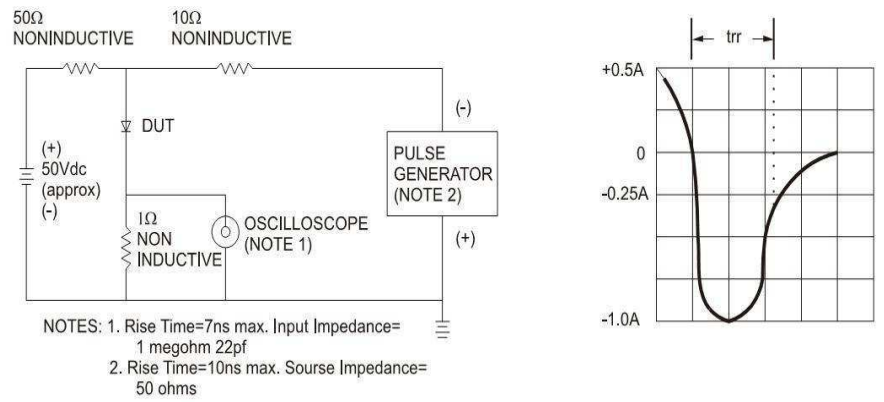 50Ω
NONINDUCTIVE
10Ω
NONINDUCTIVE
DUT
(+)
50Vdc
(approx)
(-)
1Ω
NON
INDUCTIVE
OSCILLOSCOPE
(NOTE 1)
(-)
PULSE
GENERATOR
(NOTE 2)
(+)
NOTES: 1. Rise Time=7ns max. Input Impedance=
1 megohm 22pf
2. Rise Time=10ns max. Sourse Impedance=
50 ohms
trr
+0.5A
0
-0.25A
-1.0A